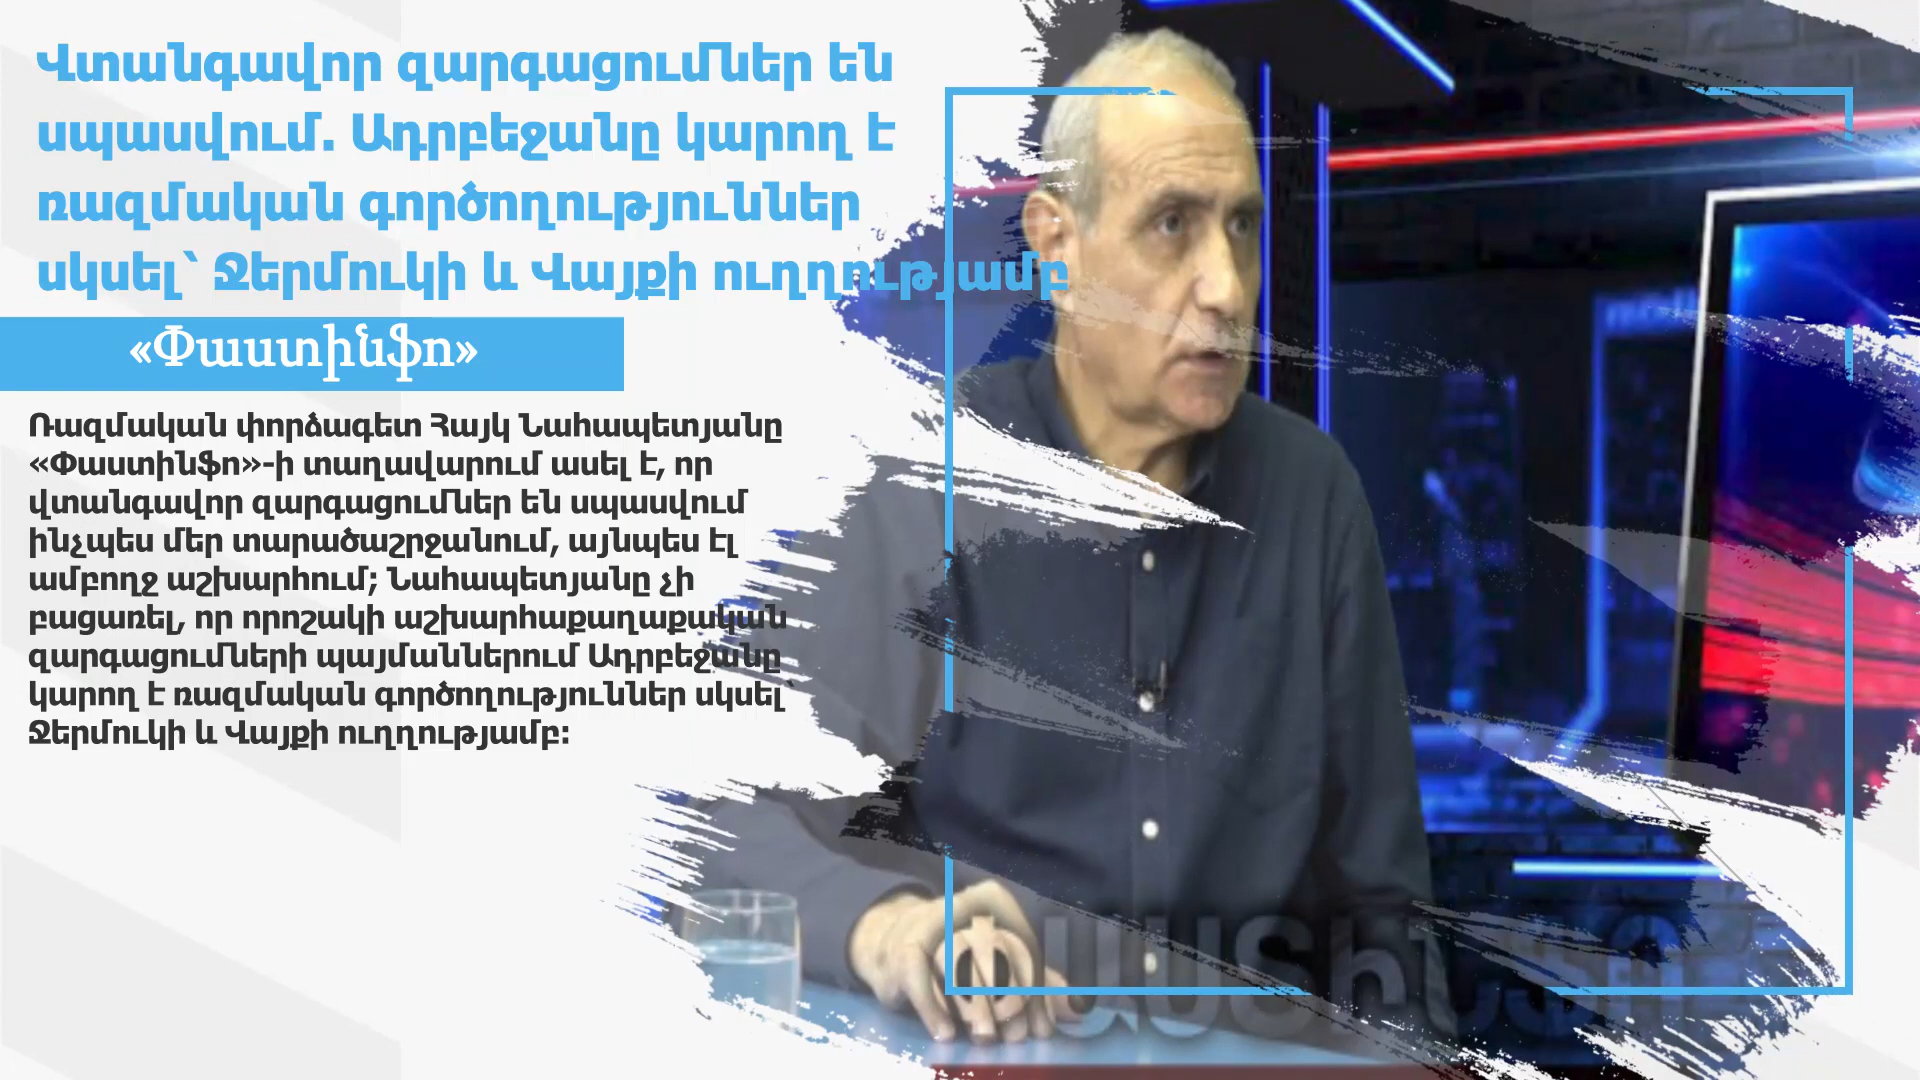 Վտանգավոր զարգացումներ են
սպասվում. Ադրբեջանը կարող է
ռազմական գործողություններ
սկսել՝ Ջերմուկի և Վայքի ուղղությամբ
«Փաստինֆո»
Ռազմական փորձագետ Հայկ Նահապետյանը
«Փաստինֆո»-ի տաղավարում ասել է, որ
վտանգավոր զարգացումներ են սպասվում
ինչպես մեր տարածաշրջանում, այնպես էլ
ամբողջ աշխարհում; Նահապետյանը չի
բացառել, որ որոշակի աշխարհաքաղաքական
զարգացումների պայմաններում Ադրբեջանը
կարող է ռազմական գործողություններ սկսել՝
Ջերմուկի և Վայքի ուղղությամբ:
ՓԱՍՏԻՆՖՈ